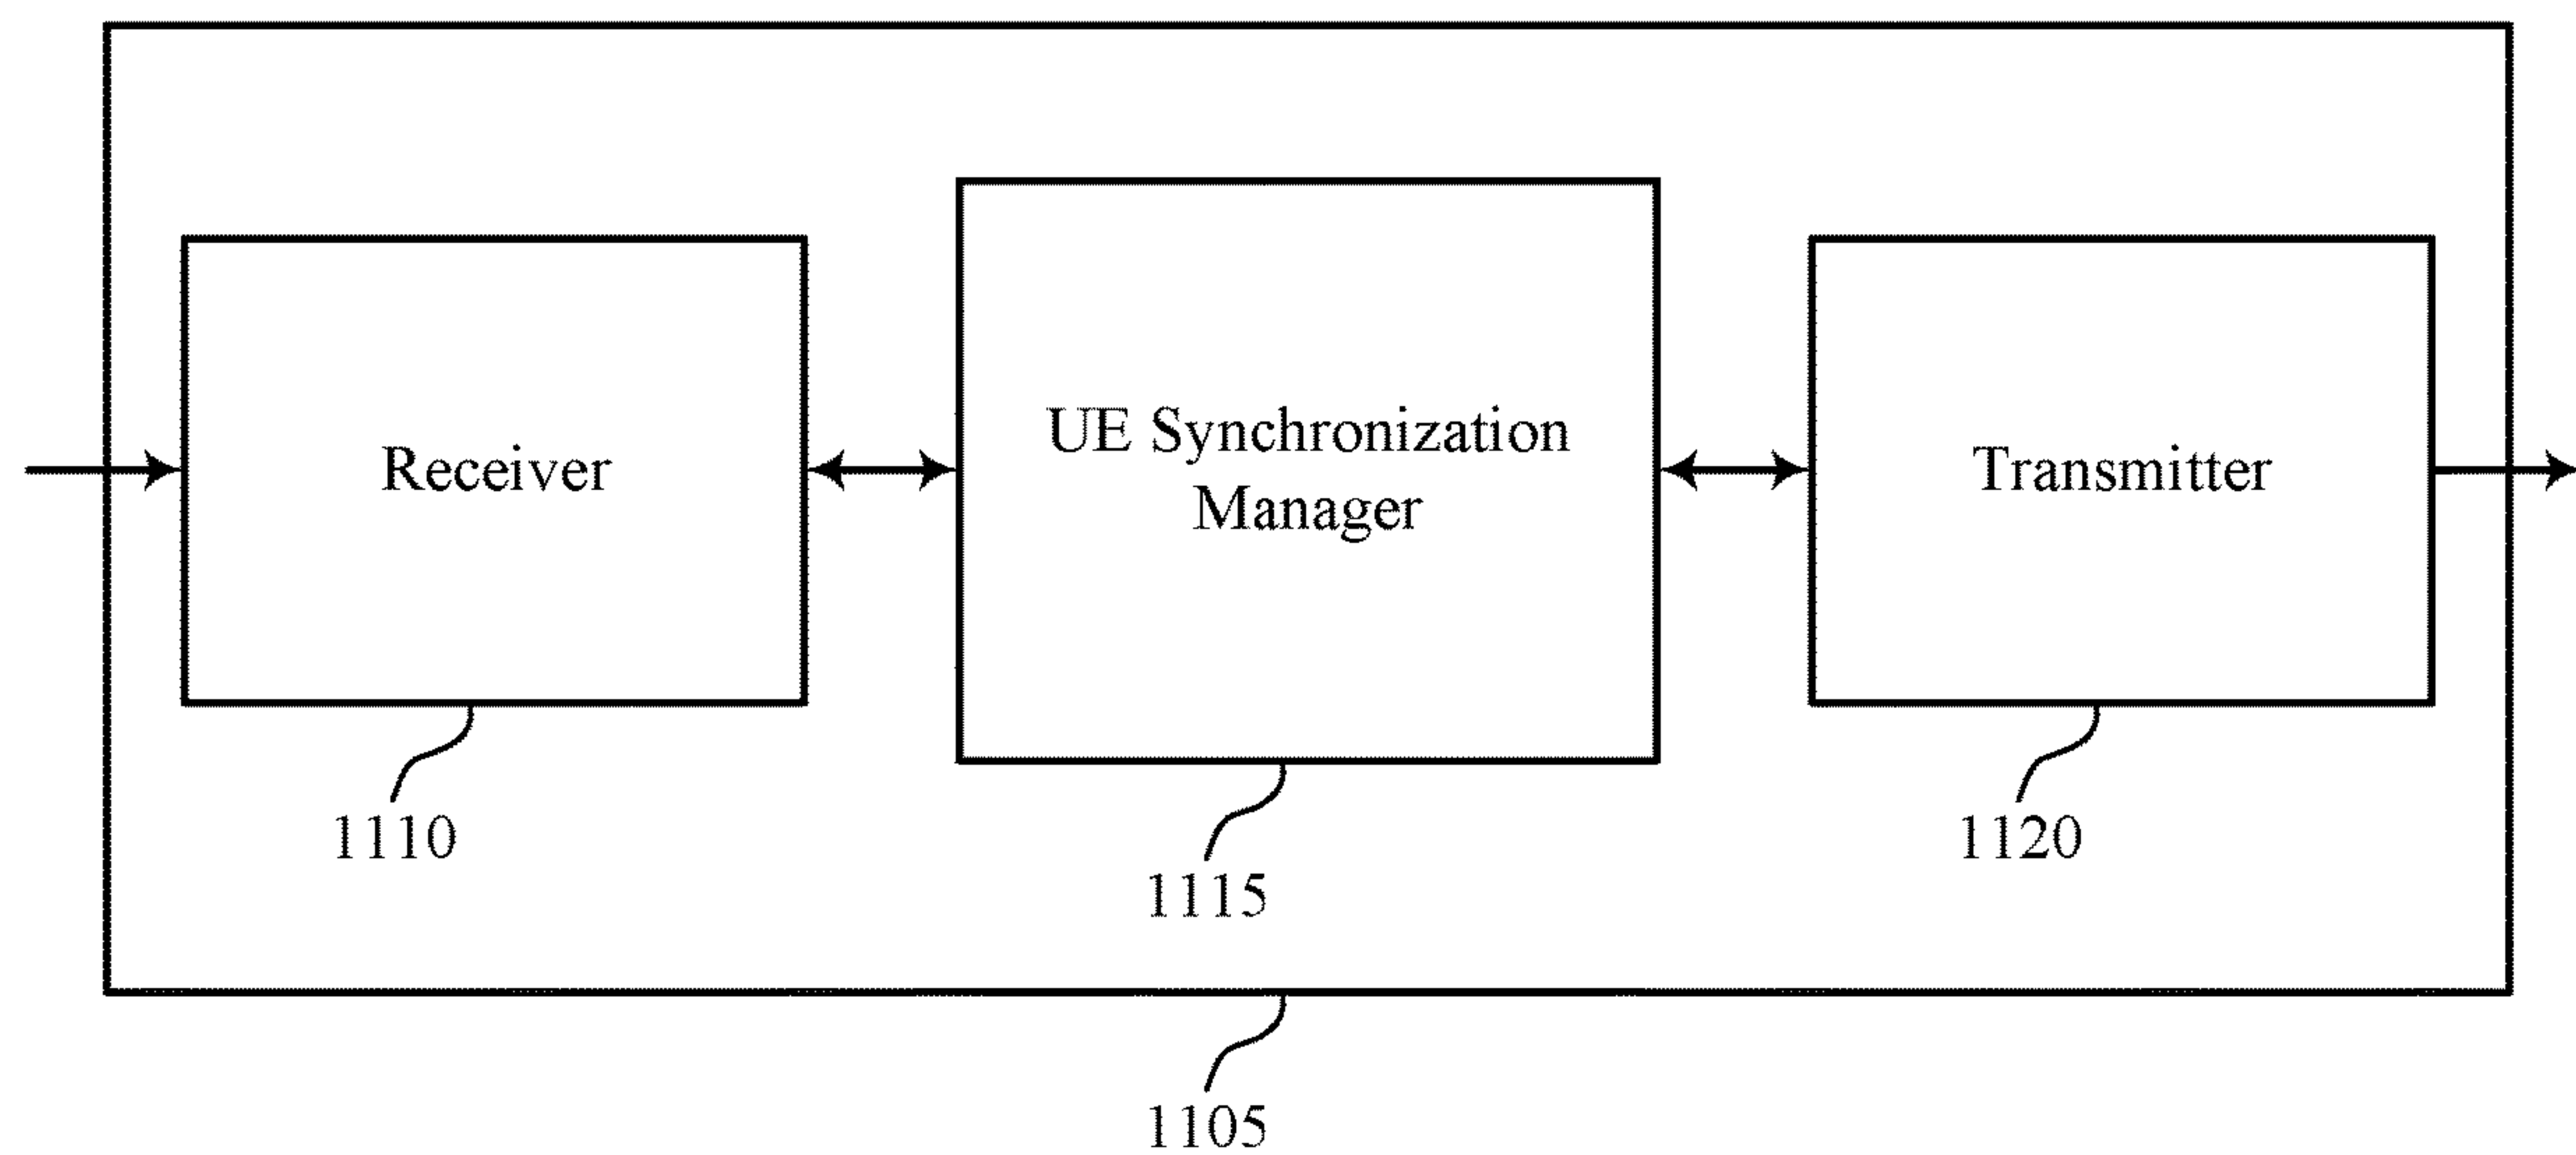 Receiver
UE Synchronization
Manager
Transmitter
1110
1115
1120
1105